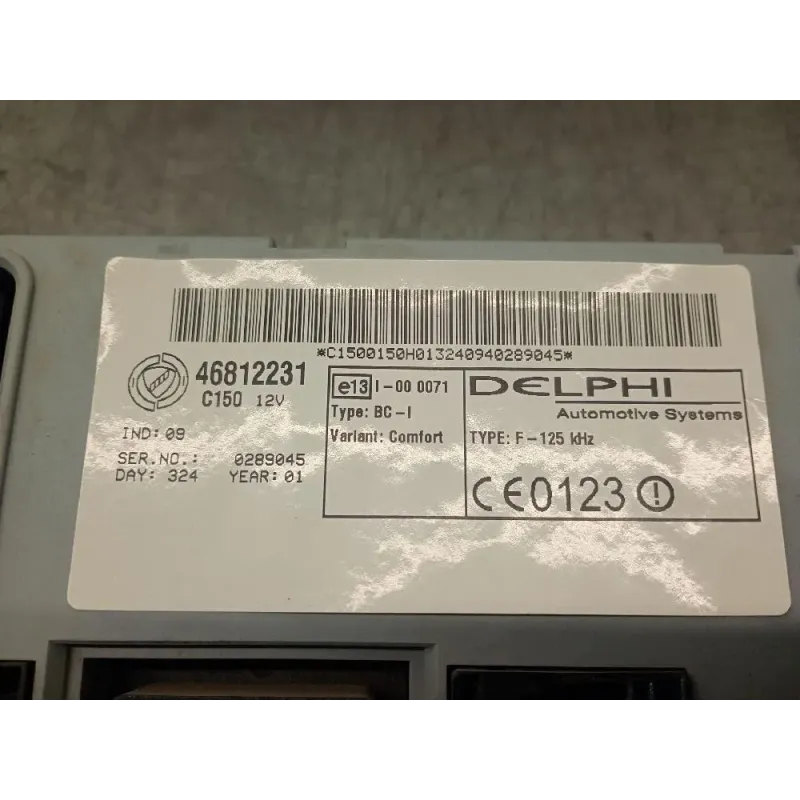 *C1500150H013240940289045*
46812231
C150 12V
IND: 09
SER.NO.: 0289045
DAY: 324 YEAR: 01
e13 I-00 0071
Type: BC-I
Variant: Comfort
DELPHI
Automotive Systems
TYPE: F-125 kHz
CE0123